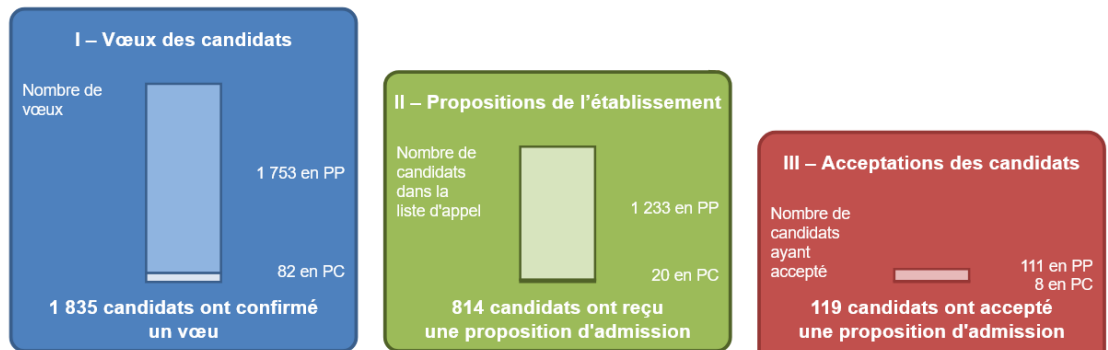 I – Vœux des candidats
Nombre de
vœux
1 753 en PP
82 en PC
1 835 candidats ont confirmé
un vœu
II – Propositions de l'établissement
Nombre de
candidats
dans la
liste d'appel
1 233 en PP
20 en PC
814 candidats ont reçu
une proposition d'admission
III – Acceptations des candidats
Nombre de
candidats
ayant
accepté
111 en PP
8 en PC
119 candidats ont accepté
une proposition d'admission